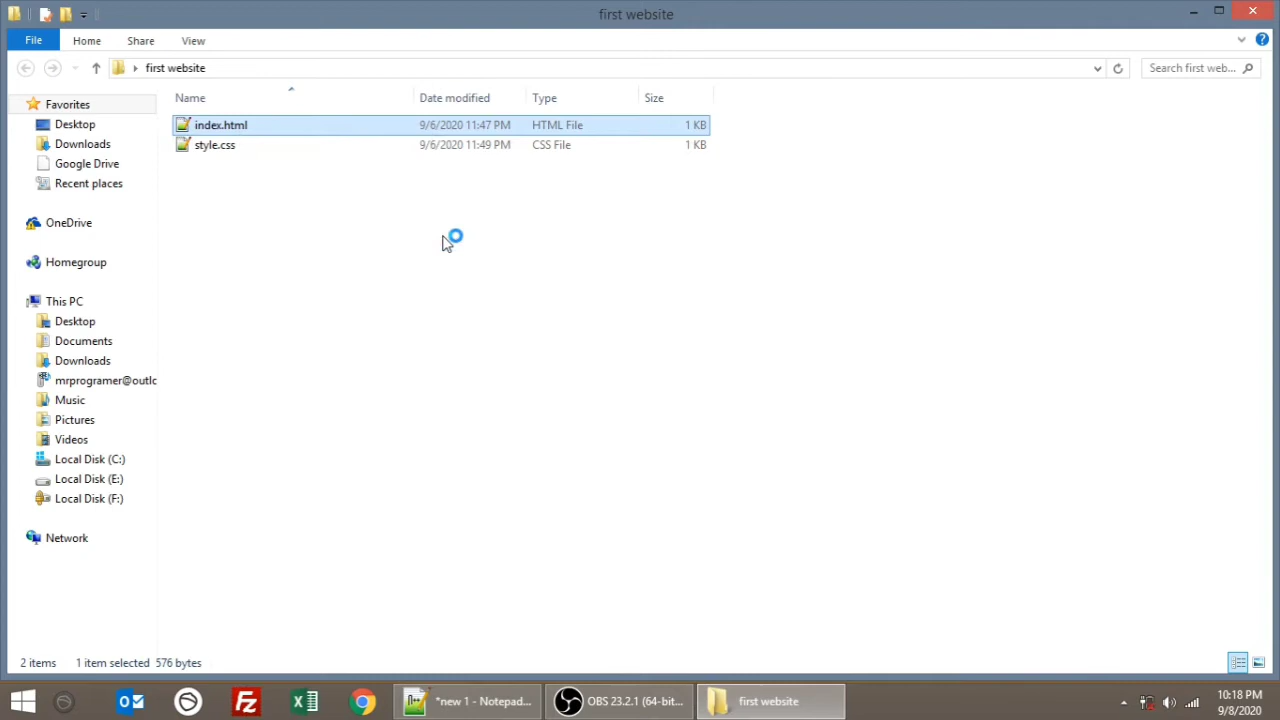 first website
File Home Share View
first website
Search first web...
Name Date modified Type Size
Favorites
index.html 9/6/2020 11:47 PM HTML File 1 KB
Desktop
style.css 9/6/2020 11:49 PM CSS File 1 KB
Downloads
Google Drive
Recent places
OneDrive
Homegroup
This PC
Desktop
Documents
Downloads
mrprogramer@outlc
Music
Pictures
Videos
Local Disk (C:)
Local Disk (E:)
Local Disk (F:)
Network
2 items 1 item selected 576 bytes
*new 1 - Notepad... OBS 23.2.1 (64-bit... first website
10:18 PM
9/8/2020